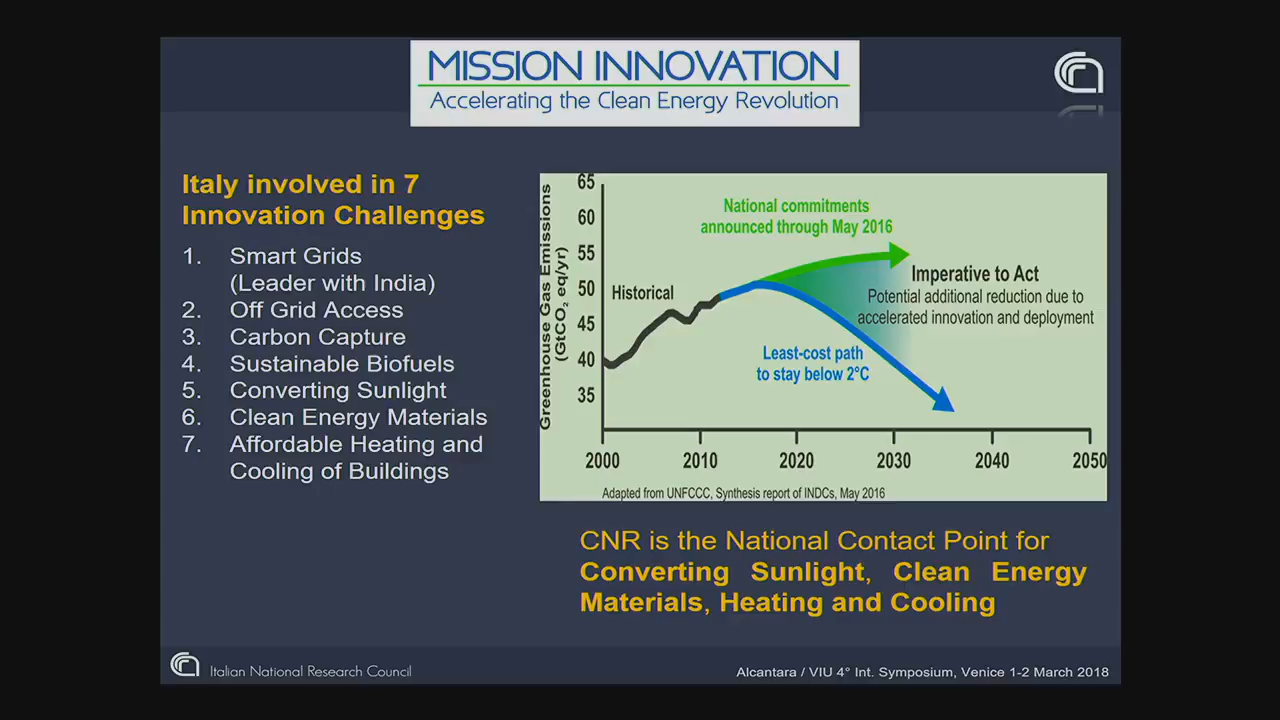 MISSION INNOVATION
Accelerating the Clean Energy Revolution
Italy involved in 7
Innovation Challenges
1. Smart Grids
(Leader with India)
2. Off Grid Access
3. Carbon Capture
4. Sustainable Biofuels
5. Converting Sunlight
6. Clean Energy Materials
7. Affordable Heating and
Cooling of Buildings
Greenhouse Gas Emissions
(GtCO₂ eq/yr)
65
60
55
50
45
40
35
National commitments
announced through May 2016
Historical
Imperative to Act
Potential additional reduction due to
accelerated innovation and deployment
Least-cost path
to stay below 2°C
2000 2010 2020 2030 2040 2050
Adapted from UNFCCC, Synthesis report of INDCs, May 2016
CNR is the National Contact Point for
Converting Sunlight, Clean Energy
Materials, Heating and Cooling
Italian National Research Council
Alcantara / VIU 4° Int. Symposium, Venice 1-2 March 2018